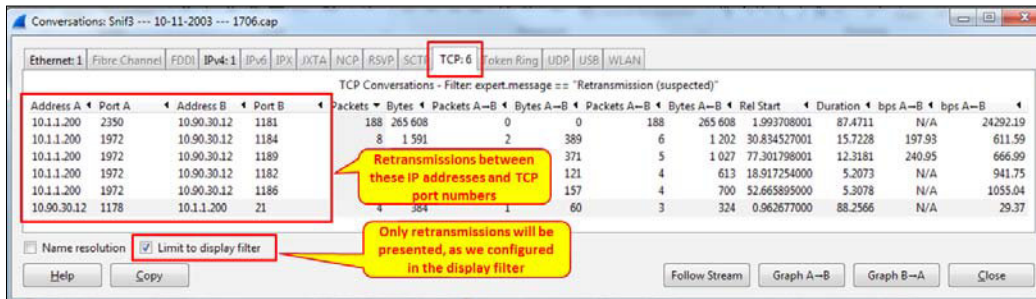 Conversations: Snif3 --- 10-11-2003 --- 1706.cap
Ethernet: 1 Fibre Channel FDDI IPv4: 1 IPv6 IPX JXTA NCP RSVP SCTP TCP: 6 Token Ring UDP USB WLAN
TCP Conversations - Filter: expert.message == "Retransmission (suspected)"
Address A Port A Address B Port B Packets Bytes Packets A→B Bytes A→B Packets A←B Bytes A←B Rel Start Duration bps A→B bps A←B
10.1.1.200 2350 10.90.30.12 1181 188 265 608 0 0 188 265 608 1.993708001 87.4711 N/A 24292.19
10.1.1.200 1972 10.90.30.12 1184 8 1 591 2 389 6 1 202 30.834527001 15.7228 197.93 611.59
10.1.1.200 1972 10.90.30.12 1189 371 5 1 027 77.301798001 12.3181 240.95 666.99
10.1.1.200 1972 10.90.30.12 1182 121 4 613 18.917254000 5.2073 N/A 941.75
10.1.1.200 1972 10.90.30.12 1186 157 4 700 52.665895000 5.3078 N/A 1055.04
10.90.30.12 1178 10.1.1.200 21 4 384 1 60 3 324 0.962677000 88.2566 N/A 29.37
Retransmissions between
these IP addresses and TCP
port numbers
Name resolution Limit to display filter
Only retransmissions will be
presented, as we configured
in the display filter
Help Copy Follow Stream Graph A→B Graph B→A Close